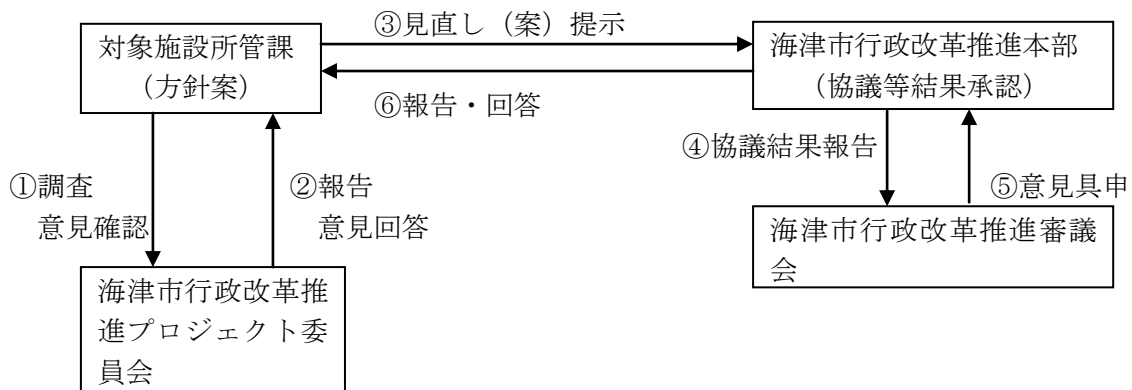 ③見直し（案）提示
対象施設所管課
（方針案）
海津市行政改革推進本部
（協議等結果承認）
⑥報告・回答
④協議結果報告
⑤意見具申
①調査
意見確認
②報告
意見回答
海津市行政改革推進審議
会
海津市行政改革推
進プロジェクト委
員会